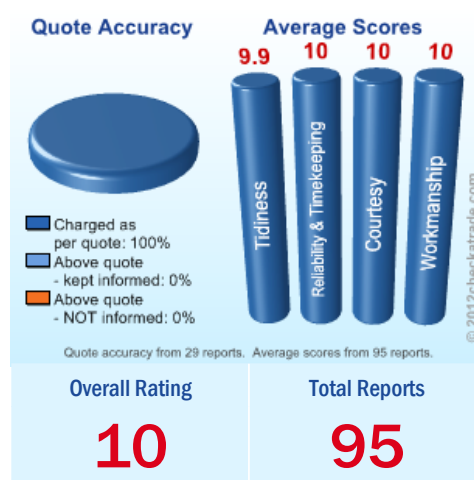 Quote Accuracy
Average Scores
9.9 10 10 10
Tidiness
Reliability & Timekeeping
Courtesy
Workmanship
Charged as
per quote: 100%
Above quote
- kept informed: 0%
Above quote
- NOT informed: 0%
© 2012checkatrade.com
Quote accuracy from 29 reports. Average scores from 95 reports.
Overall Rating
10
Total Reports
95